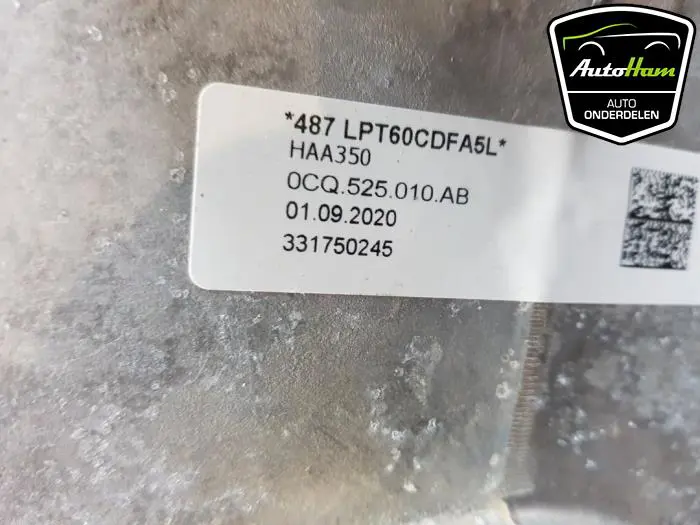 AutoHam
AUTO
ONDERDELEN
*487 LPT60CDFA5L*
HAA350
0CQ.525.010.AB
01.09.2020
331750245